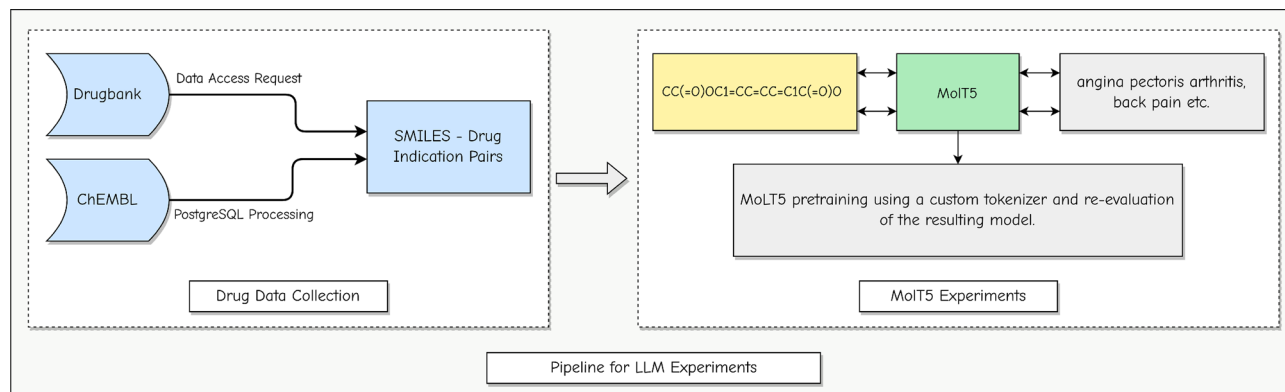 Drugbank
Data Access Request
ChEMBL
PostgreSQL Processing
SMILES - Drug
Indication Pairs
Drug Data Collection
CC(=O)OC1=CC=CC=C1C(=O)O
MolT5
angina pectoris arthritis,
back pain etc.
MoLT5 pretraining using a custom tokenizer and re-evaluation
of the resulting model.
MolT5 Experiments
Pipeline for LLM Experiments